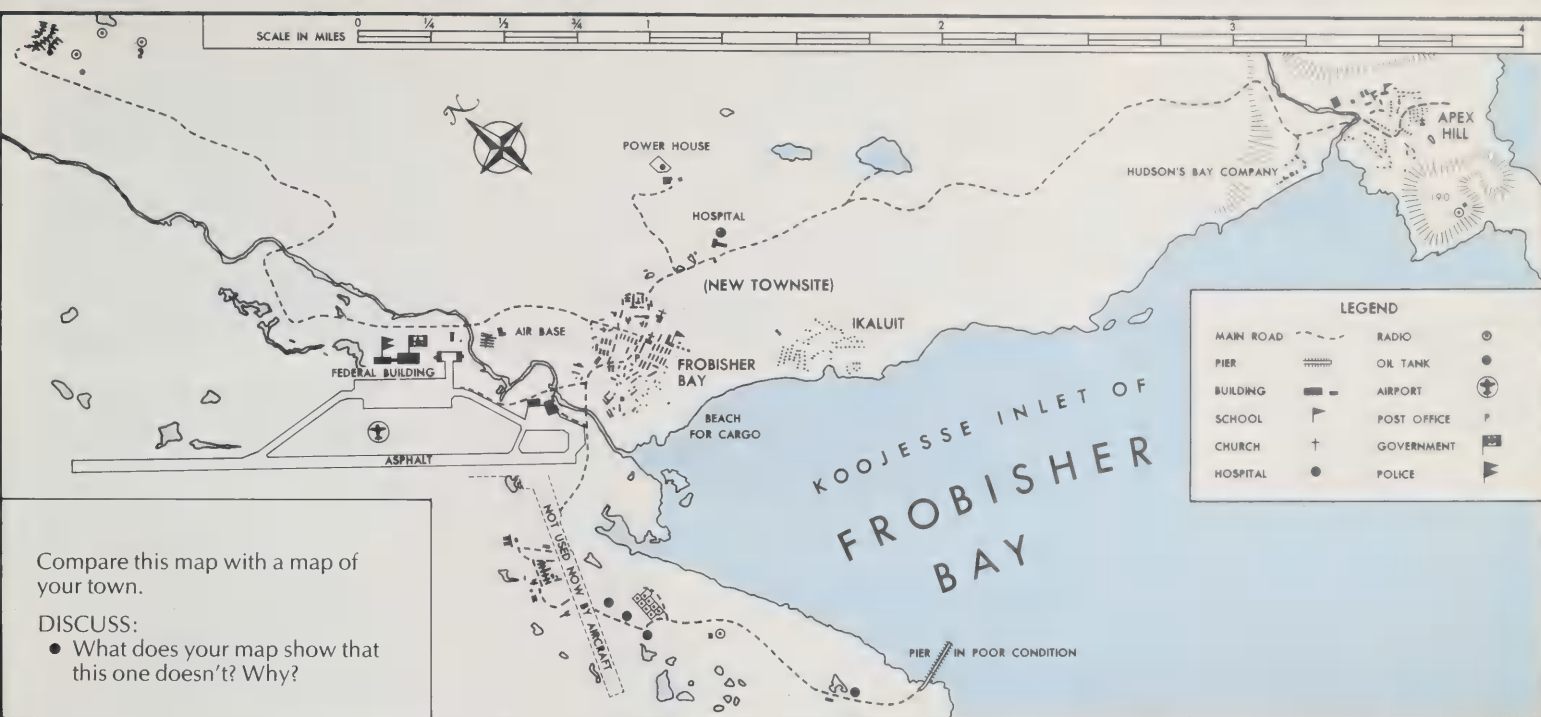 SCALE IN MILES
0 1/4 1/2 3/4 1 2 3 4
N
POWER HOUSE
HOSPITAL
(NEW TOWNSITE)
IKALUIT
HUDSON'S BAY COMPANY
APEX
HILL
190
AIR BASE
FEDERAL BUILDING
FROBISHER
BAY
BEACH
FOR CARGO
ASPHALT
NOT USED NOW BY AIRCRAFT
KOOJESSE INLET OF
FROBISHER
BAY
PIER IN POOR CONDITION
LEGEND
MAIN ROAD
PIER
BUILDING
SCHOOL
CHURCH
HOSPITAL
RADIO
OIL TANK
AIRPORT
POST OFFICE P
GOVERNMENT
POLICE
Compare this map with a map of
your town.
DISCUSS:
● What does your map show that
this one doesn't? Why?